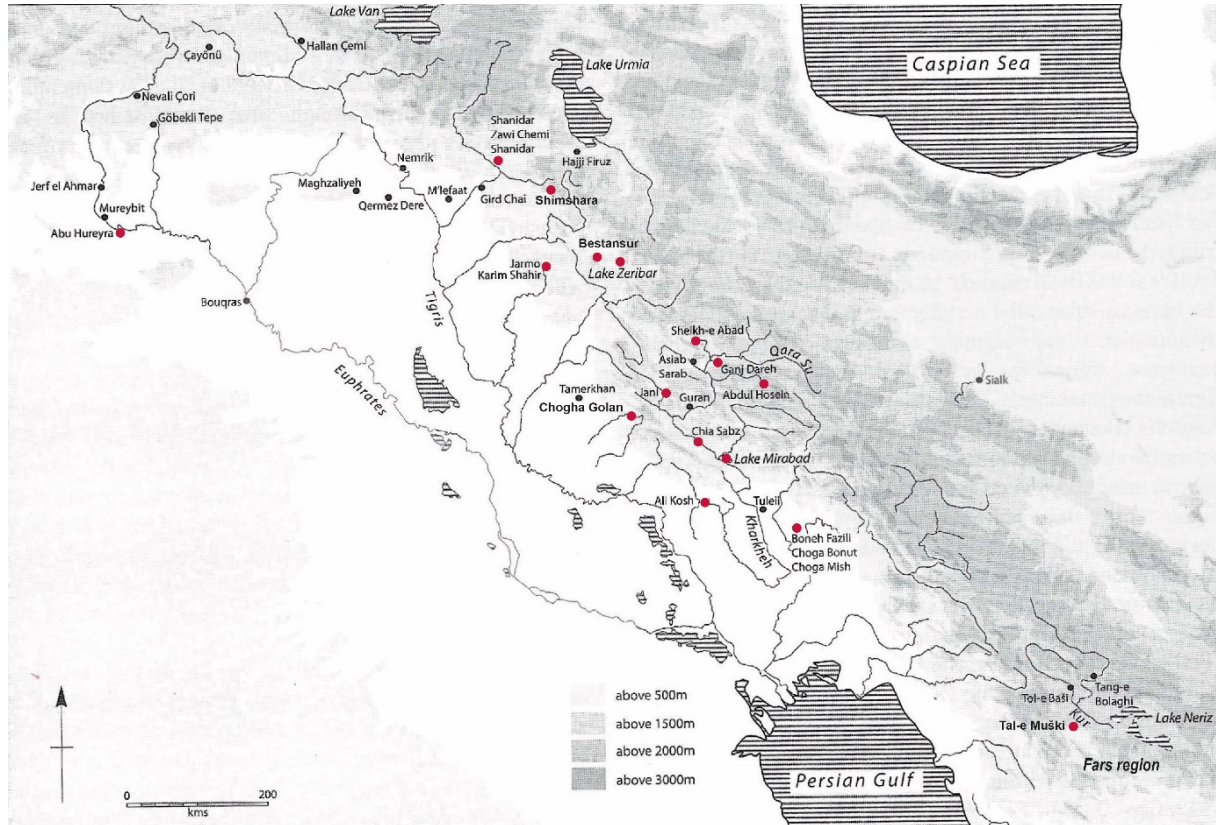 Lake Van
Hallan Çemi
Çayönü
Caspian Sea
Lake Urmia
Nevali Çori
Göbekli Tepe
Shanidar
Zawi Chemi
Shanidar
Hajji Firuz
Nemrik
Jerf el Ahmar
Maghzaliyeh
M'lefaat
Qermez Dere
Gird Chai
Shimshara
Mureybit
Abu Hureyra
Bestansur
Jarmo
Karim Shahir
Lake Zeribar
Bouqras
Tigris
Sheikh-e Abad
Qara Su
Asiab
Sarab
Ganj Dareh
Euphrates
Sialk
Tamerkhan
Jani
Guran
Abdul Hosein
Chogha Golan
Chia Sabz
Lake Mirabad
Ali Kosh
Tuleii
Kharkheh
Boneh Fazili
Choga Bonut
Choga Mish
above 500m
above 1500m
above 2000m
above 3000m
Tol-e Baši
Tang-e
Bolaghi
Kur
Lake Neriz
Tal-e Muški
Fars region
Persian Gulf
0 200
kms